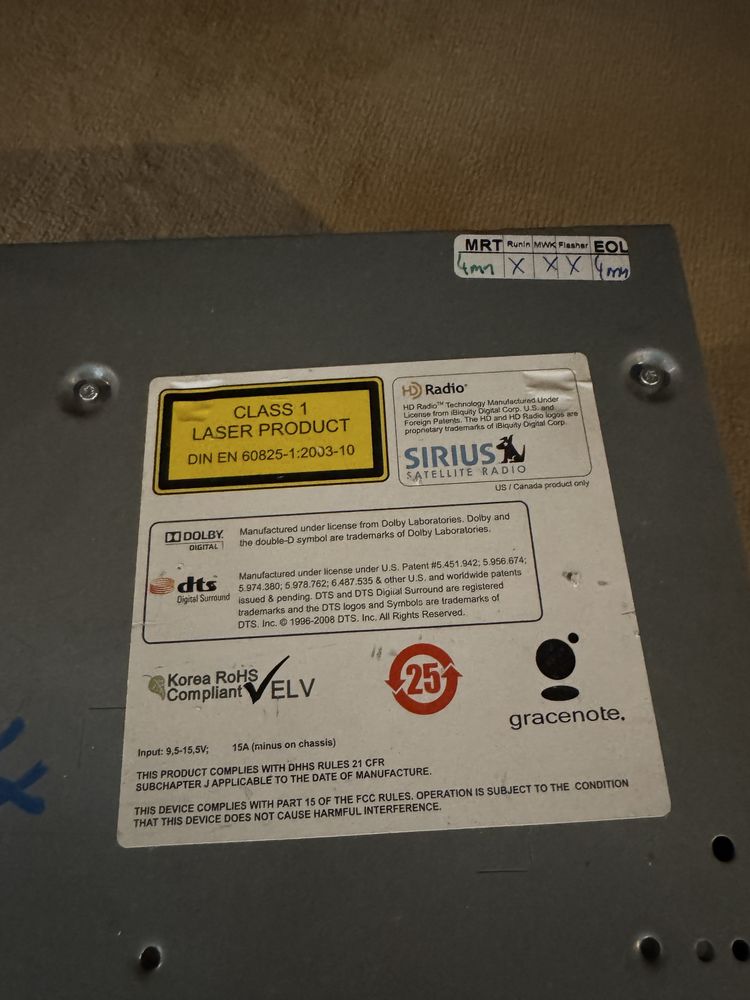 MRT Runin MWK Flasher EOL
4mm X X X 4mm
CLASS 1
LASER PRODUCT
DIN EN 60825-1:2003-10
HD Radio®
HD Radio™ Technology Manufactured Under
License from iBiquity Digital Corp. U.S. and
Foreign Patents. The HD and HD Radio logos are
proprietary trademarks of iBiquity Digital Corp.
SIRIUS
SATELLITE RADIO
US / Canada product only
DOLBY
DIGITAL
Manufactured under license from Dolby Laboratories. Dolby and
the double-D symbol are trademarks of Dolby Laboratories.
dts
Digital Surround
Manufactured under license under U.S. Patent #5.451.942; 5.956.674;
5.974.380; 5.978.762; 6.487.535 & other U.S. and worldwide patents
issued & pending. DTS and DTS Digital Surround are registered
trademarks and the DTS logos and Symbols are trademarks of
DTS. Inc. © 1996-2008 DTS. Inc. All Rights Reserved.
Korea RoHS
Compliant
ELV
25
gracenote.
Input: 9,5-15,5V; 15A (minus on chassis)
THIS PRODUCT COMPLIES WITH DHHS RULES 21 CFR
SUBCHAPTER J APPLICABLE TO THE DATE OF MANUFACTURE.
THIS DEVICE COMPLIES WITH PART 15 OF THE FCC RULES. OPERATION IS SUBJECT TO THE CONDITION
THAT THIS DEVICE DOES NOT CAUSE HARMFUL INTERFERENCE.